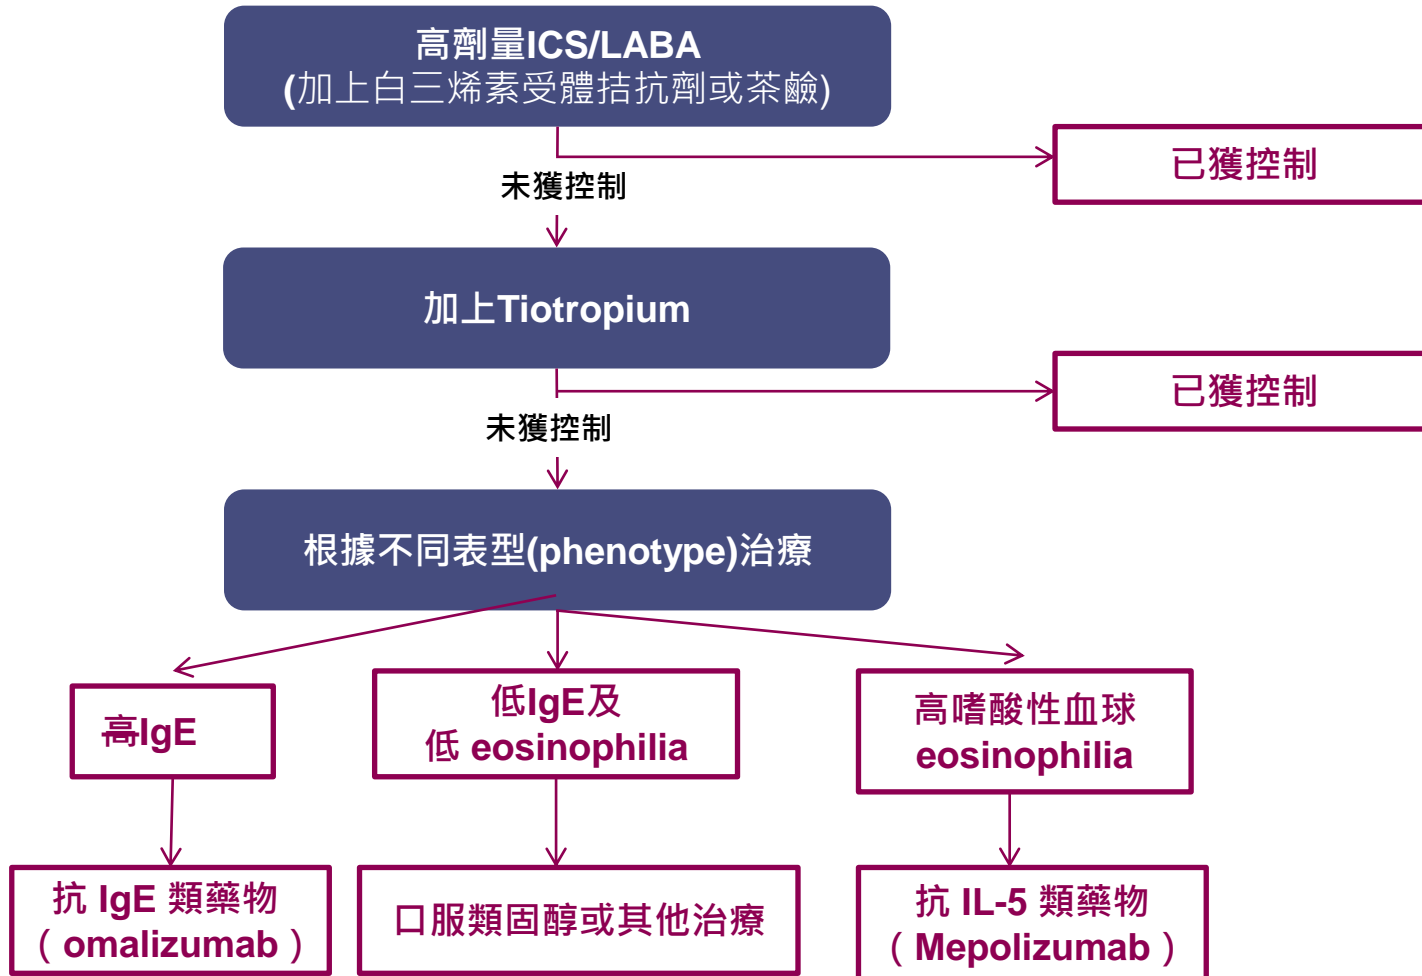 高劑量ICS/LABA
(加上白三烯素受體拮抗劑或茶鹼)
已獲控制
未獲控制
加上Tiotropium
已獲控制
未獲控制
根據不同表型(phenotype)治療
高IgE
低IgE及
低 eosinophilia
高嗜酸性血球
eosinophilia
抗 IgE 類藥物
（omalizumab）
口服類固醇或其他治療
抗 IL-5 類藥物
（Mepolizumab）